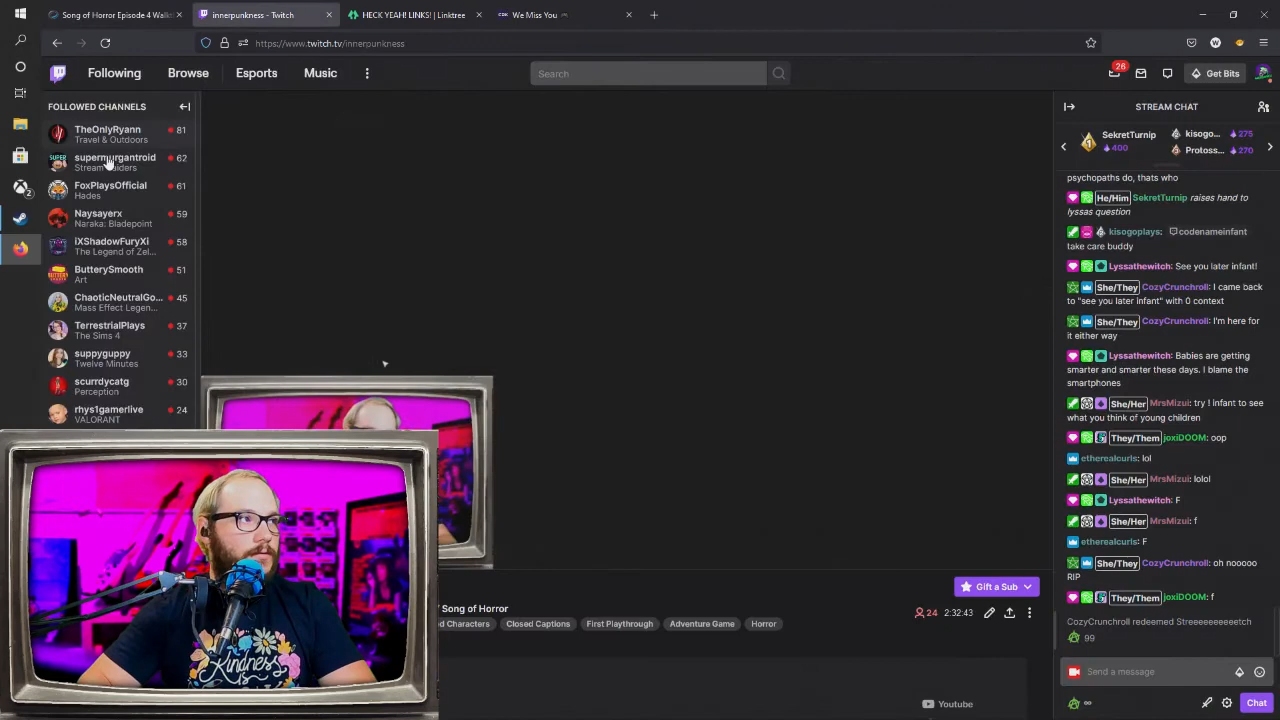 Song of Horror Episode 4 Walkt
innerpunkness - Twitch
HECK YEAH! LINKS! | Linktree
We Miss You
https://www.twitch.tv/innerpunkness
Following
Browse
Esports
Music
Search
26
Get Bits
FOLLOWED CHANNELS
TheOnlyRyann
81
Travel & Outdoors
62
FoxPlaysOfficial
61
Hades
Naysayerx
59
Naraka: Bladepoint
iXShadowFuryXi
58
The Legend of Zel...
ButterySmooth
51
Art
ChaoticNeutralGo...
45
Mass Effect Legen...
TerrestrialPlays
37
The Sims 4
suppyguppy
33
Twelve Minutes
scurrdycatg
30
Perception
rhys1gamerlive
24
VALORANT
Kindness
/ Song of Horror
d Characters
Closed Captions
First Playthrough
Adventure Game
Horror
Gift a Sub
24
2:32:43
Youtube
STREAM CHAT
1
SekretTurnip
400
kisogo...
275
Protoss...
270
psychopaths do, thats who
He/Him SekretTurnip raises hand to
lyssas question
kisogoplays: codenameinfant
take care buddy
Lyssathewitch: See you later infant!
She/They CozyCrunchroll: I came back
to "see you later infant" with 0 context
She/They CozyCrunchroll: I'm here for
it either way
Lyssathewitch: Babies are getting
smarter and smarter these days. I blame the
smartphones
She/Her MrsMizui: try ! infant to see
what you think of young children
They/Them joxiDOOM: oop
etherealcurls: lol
She/Her MrsMizui: lolol
Lyssathewitch: F
She/Her MrsMizui: f
etherealcurls: F
She/They CozyCrunchroll: oh nooooo
RIP
They/Them joxiDOOM: f
CozyCrunchroll redeemed Streeeeeeeetch
99
Send a message
∞
Chat